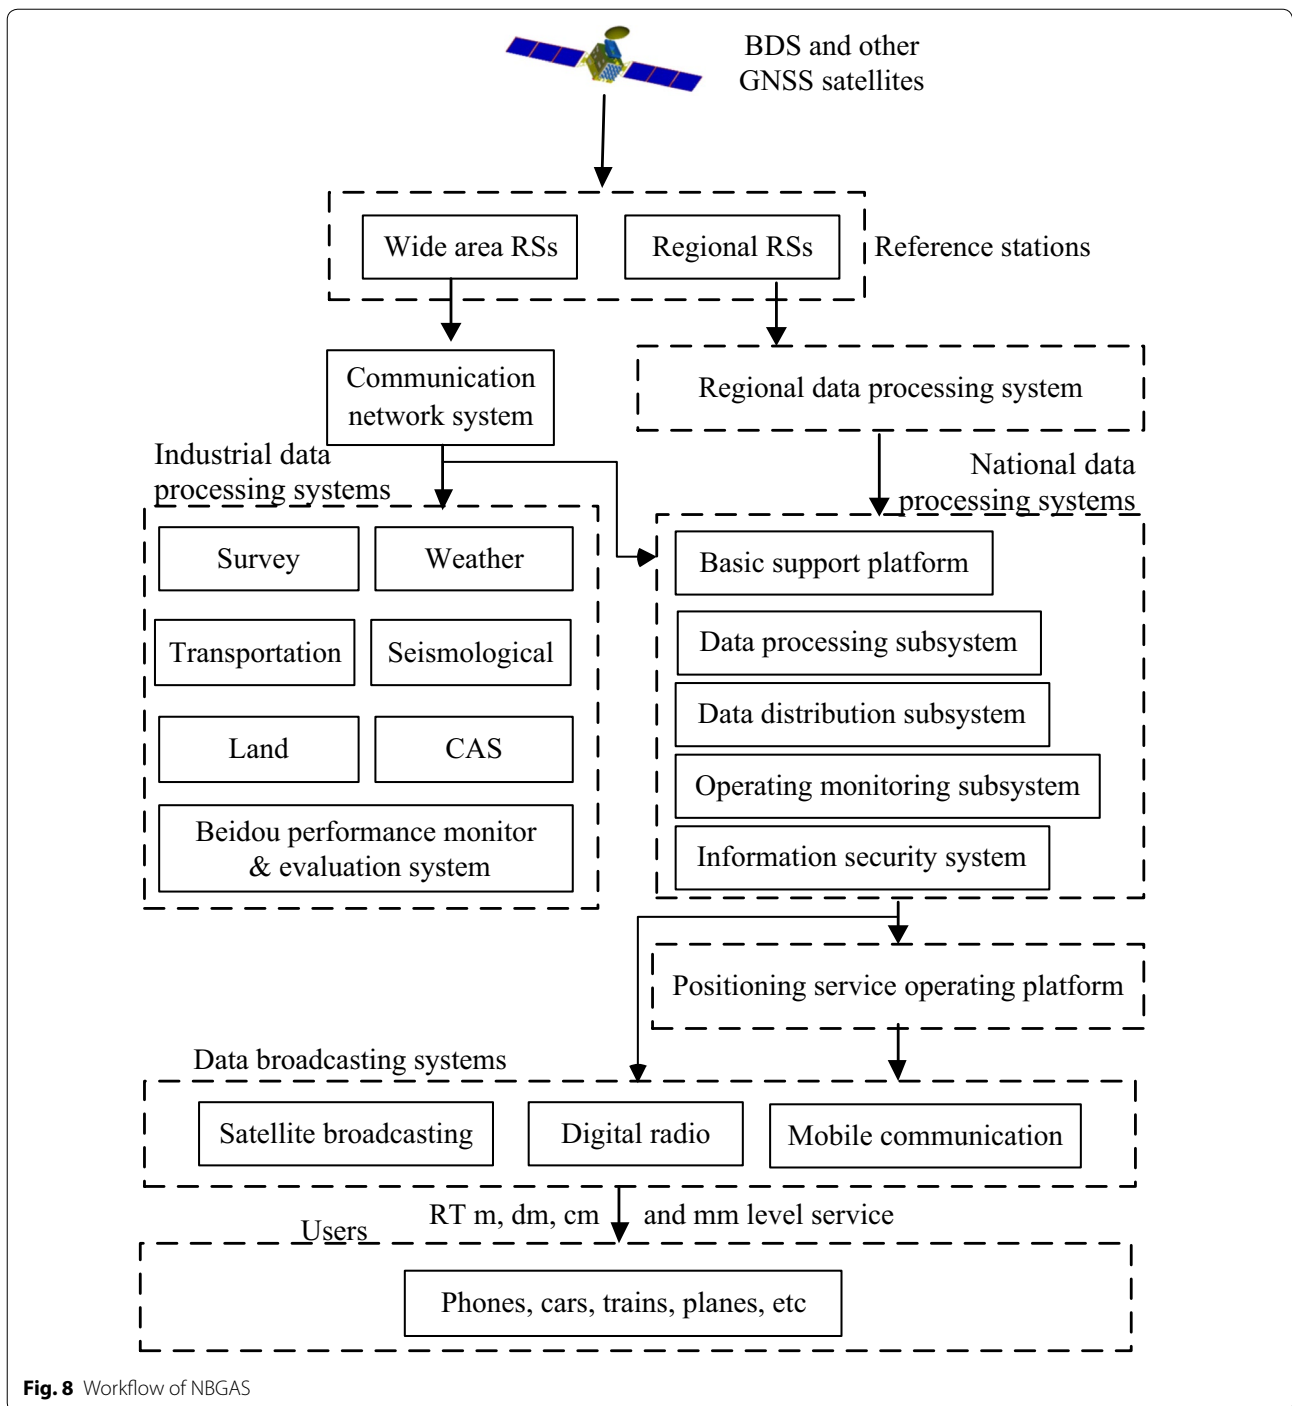 BDS and other
GNSS satellites
Wide area RSs
Regional RSs
Reference stations
Communication
network system
Regional data processing system
Industrial data
processing systems
National data
processing systems
Survey
Weather
Transportation
Seismological
Land
CAS
Beidou performance monitor
& evaluation system
Basic support platform
Data processing subsystem
Data distribution subsystem
Operating monitoring subsystem
Information security system
Positioning service operating platform
Data broadcasting systems
Satellite broadcasting
Digital radio
Mobile communication
RT m, dm, cm and mm level service
Users
Phones, cars, trains, planes, etc
Fig. 8 Workflow of NBGAS